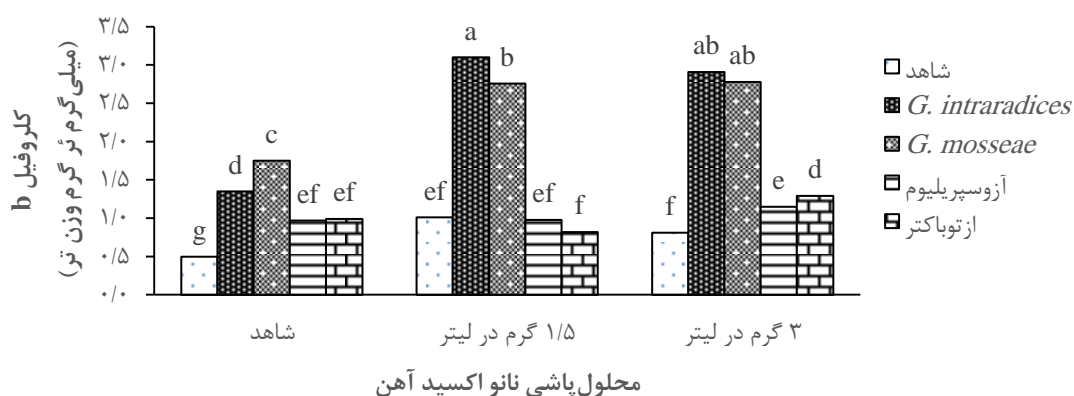 کلروفیل b
(میلی‌گرم ئر گرم وزن تر)
۳/۵
۳/۰
۲/۵
۲/۰
۱/۵
۱/۰
۰/۵
۰/۰
g d c ef ef
ef a b ef f
f ab ab e d
شاهد
۱/۵ گرم در لیتر
۳ گرم در لیتر
محلول‌پاشی نانو اکسید آهن
شاهد
G. intraradices
G. mosseae
آزوسپریلیوم
ازتوباکتر